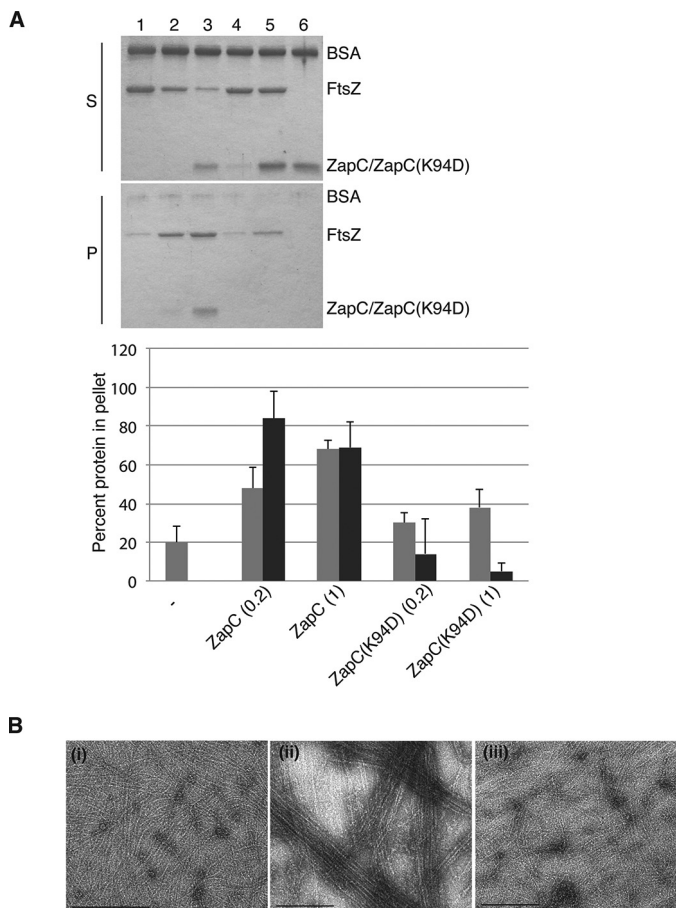 A
1 2 3 4 5 6
BSA
FtsZ
S
ZapC/ZapC(K94D)
BSA
FtsZ
P
ZapC/ZapC(K94D)
Percent protein in pellet
120
100
80
60
40
20
0
-
ZapC (0.2)
ZapC (1)
ZapC(K94D) (0.2)
ZapC(K94D) (1)
B
(i) (ii) (iii)